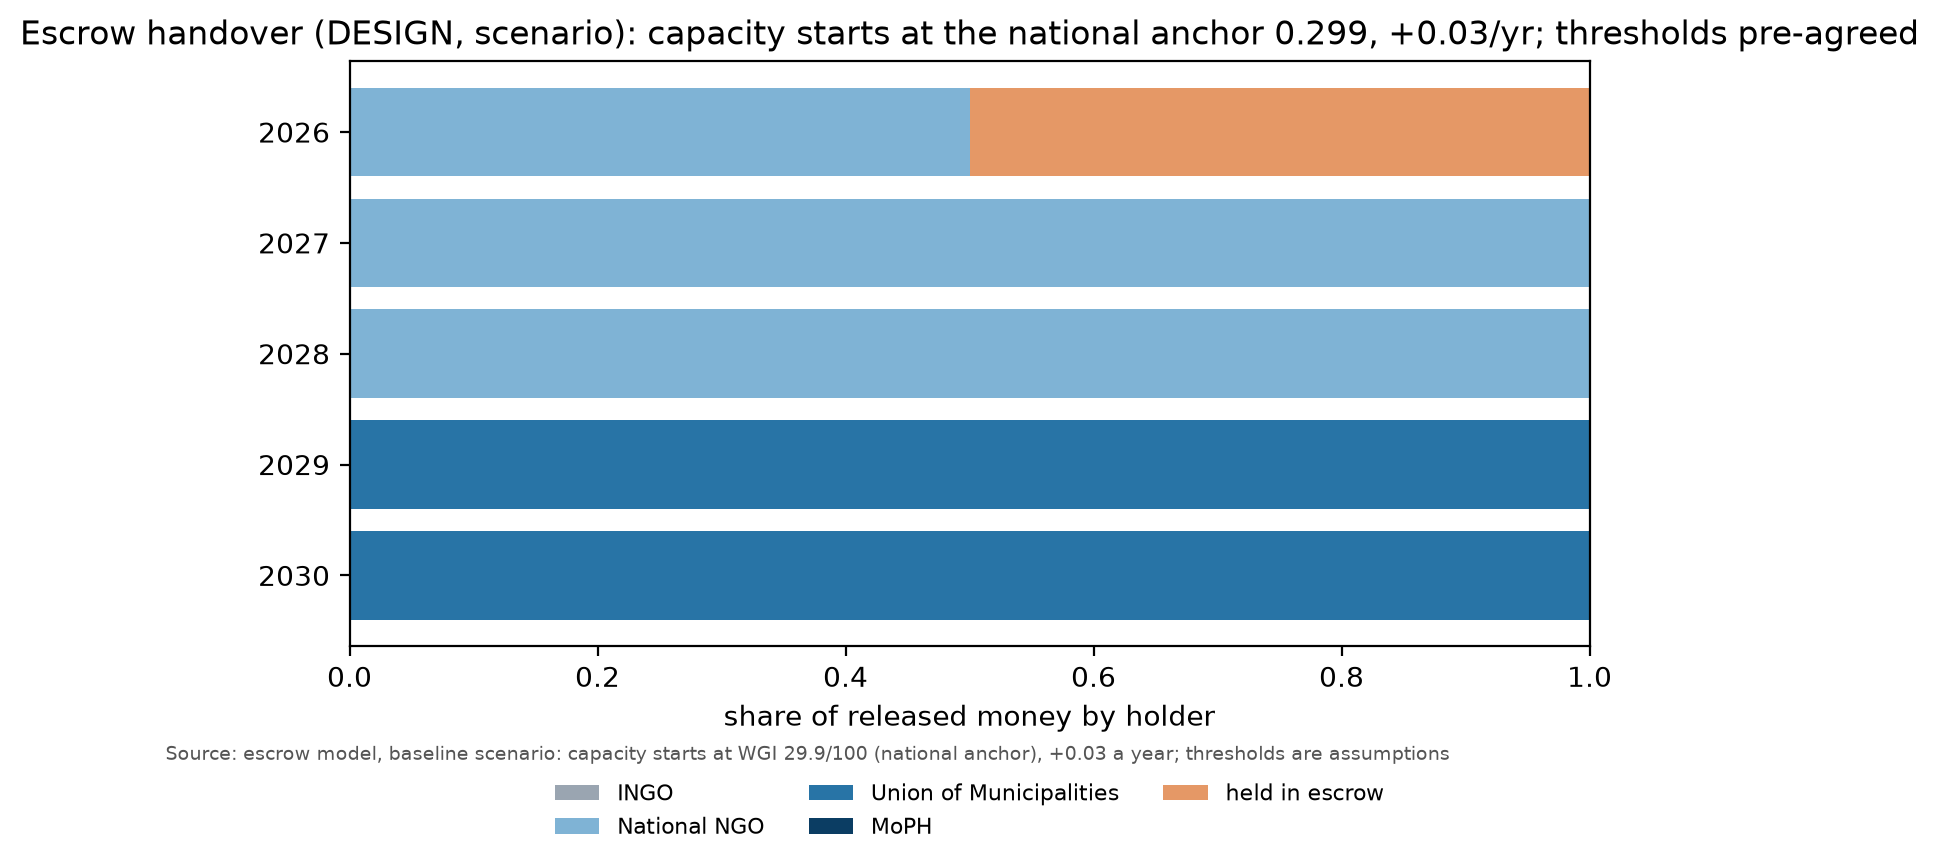 Escrow handover (DESIGN, scenario): capacity starts at the national anchor 0.299, +0.03/yr; thresholds pre-agreed
2026
2027
2028
2029
2030
0.0 0.2 0.4 0.6 0.8 1.0
share of released money by holder
Source: escrow model, baseline scenario: capacity starts at WGI 29.9/100 (national anchor), +0.03 a year; thresholds are assumptions
INGO Union of Municipalities held in escrow
National NGO MoPH